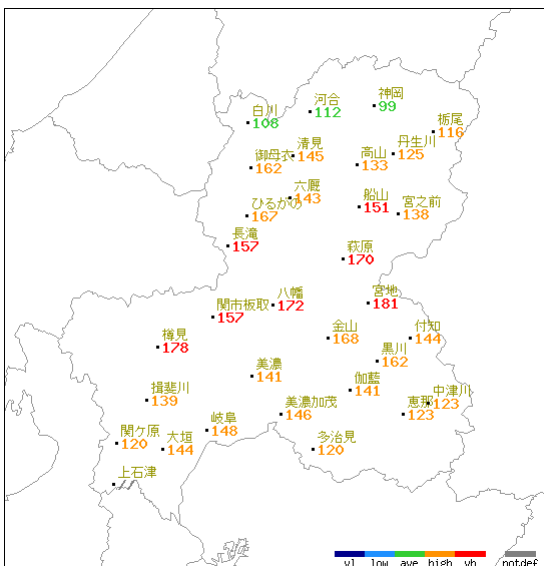 神岡
99
河合
112
白川
108
栃尾
116
丹生川
125
清見
145
高山
133
御母衣
162
六厩
143
船山
151
宮之前
138
ひるがの
167
長滝
157
萩原
170
宮地
181
八幡
172
関市板取
157
金山
168
付知
144
樽見
178
黒川
162
美濃
141
伽藍
141
揖斐川
139
中津川
123
恵那
123
美濃加茂
146
岐阜
148
関ケ原
120
大垣
144
多治見
120
上石津
vl low ave high vh notdef